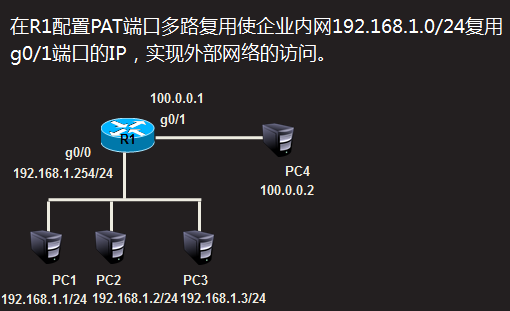 在R1配置PAT端口多路复用使企业内网192.168.1.0/24复用
g0/1端口的IP，实现外部网络的访问。
100.0.0.1
g0/1
R1
g0/0
192.168.1.254/24
PC4
100.0.0.2
PC1 PC2 PC3
192.168.1.1/24 192.168.1.2/24 192.168.1.3/24